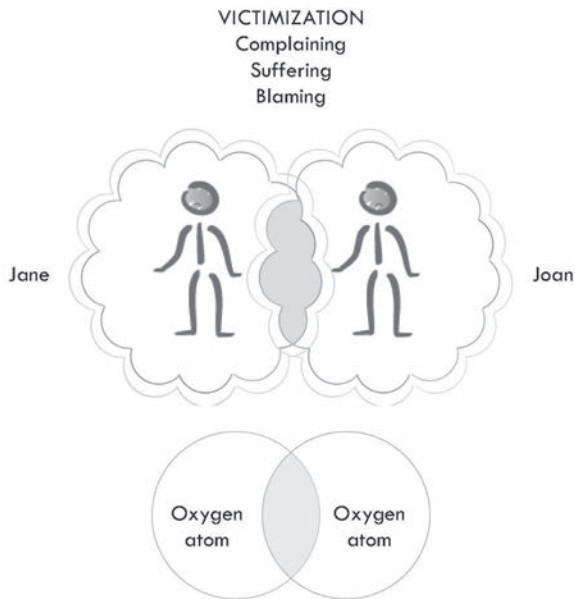 VICTIMIZATION
Complaining
Suffering
Blaming
Jane
Joan
Oxygen
atom
Oxygen
atom